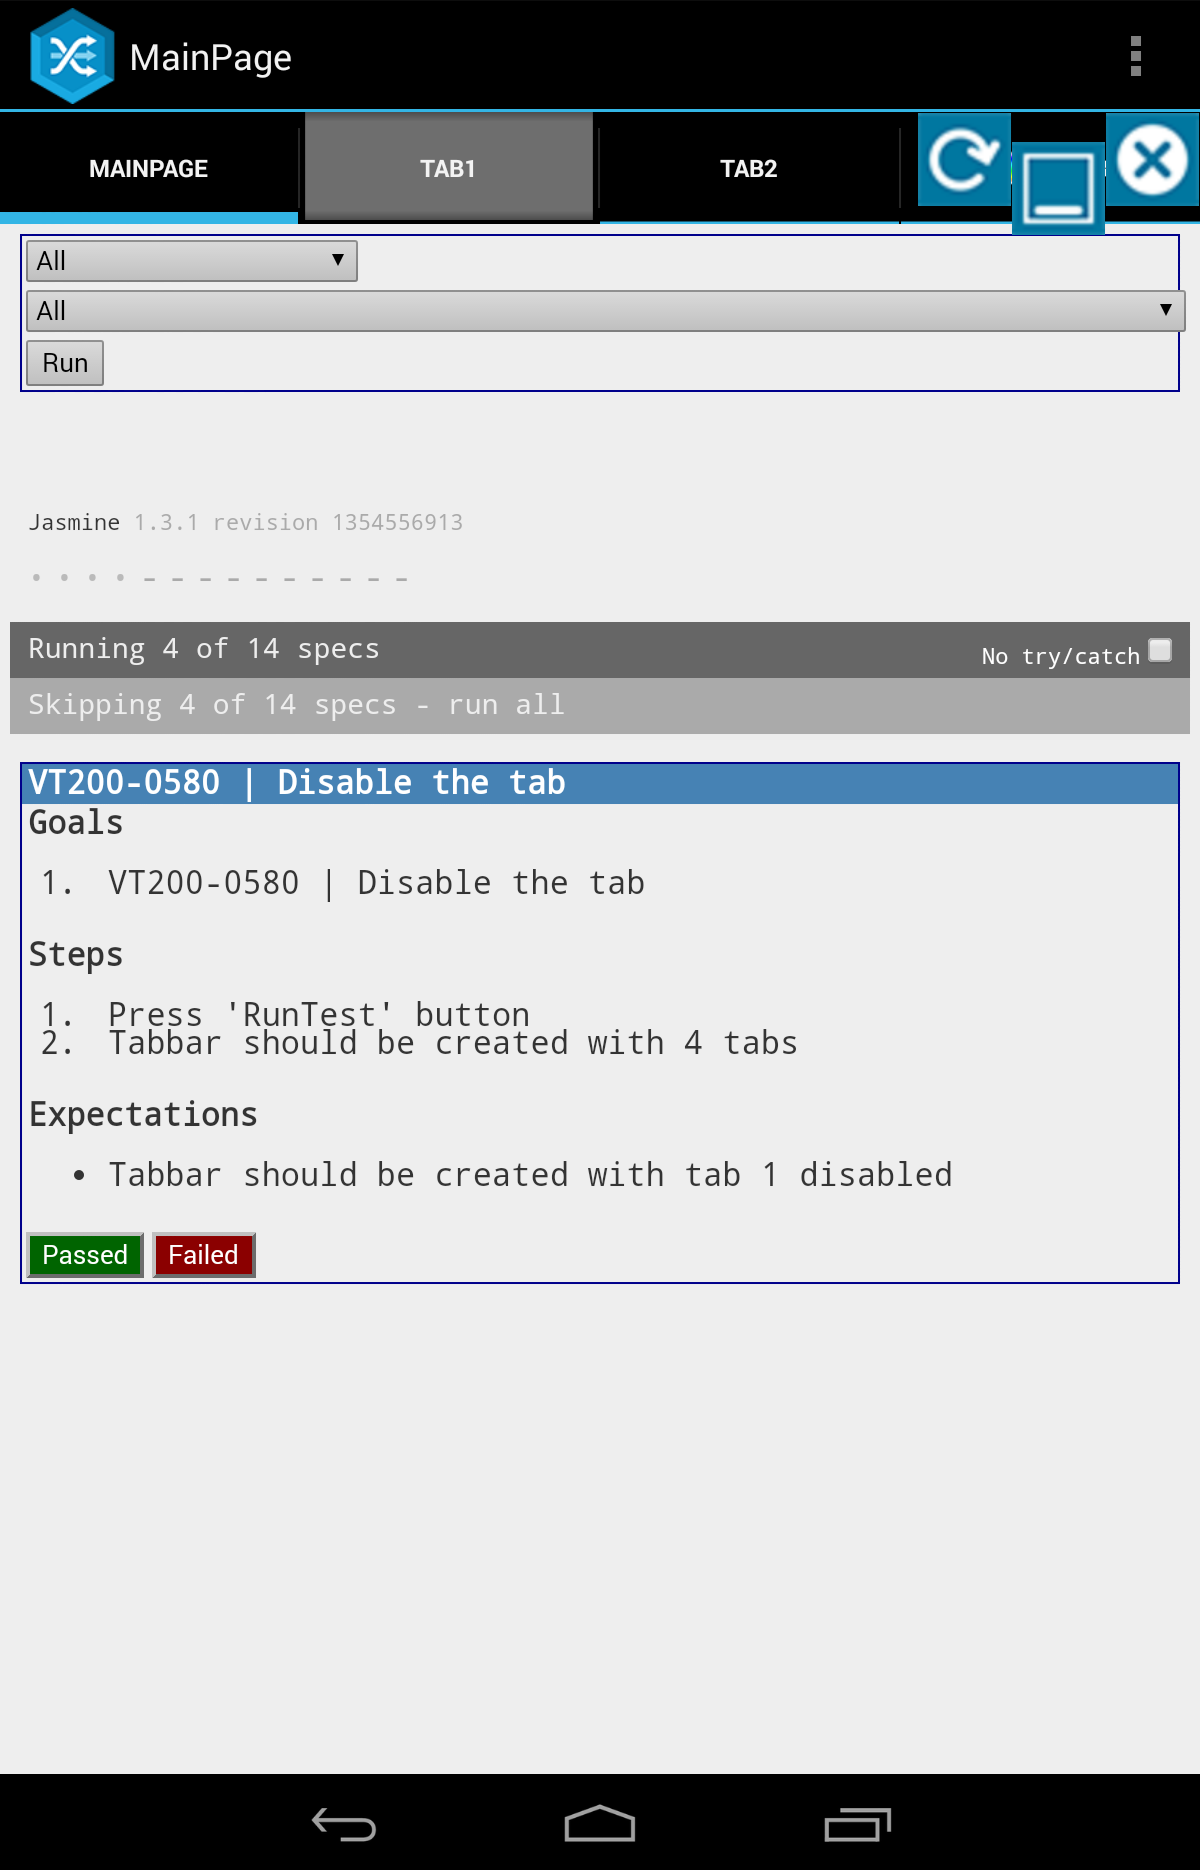 MainPage
MAINPAGE
TAB1
TAB2
All
All
Run
Jasmine 1.3.1 revision 1354556913
Running 4 of 14 specs
No try/catch
Skipping 4 of 14 specs - run all
VT200-0580 | Disable the tab
Goals
1. VT200-0580 | Disable the tab
Steps
1. Press 'RunTest' button
2. Tabbar should be created with 4 tabs
Expectations
• Tabbar should be created with tab 1 disabled
Passed
Failed